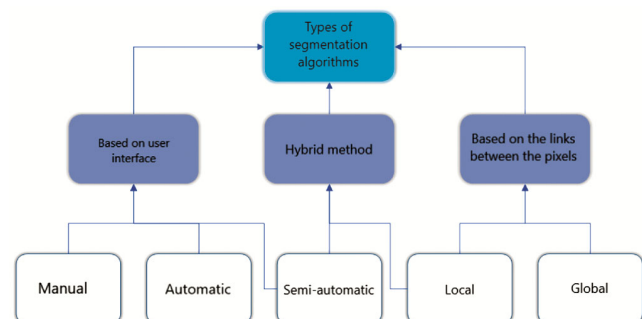 Types of
segmentation
algorithms
Based on user
interface
Hybrid method
Based on the links
between the pixels
Manual
Automatic
Semi-automatic
Local
Global